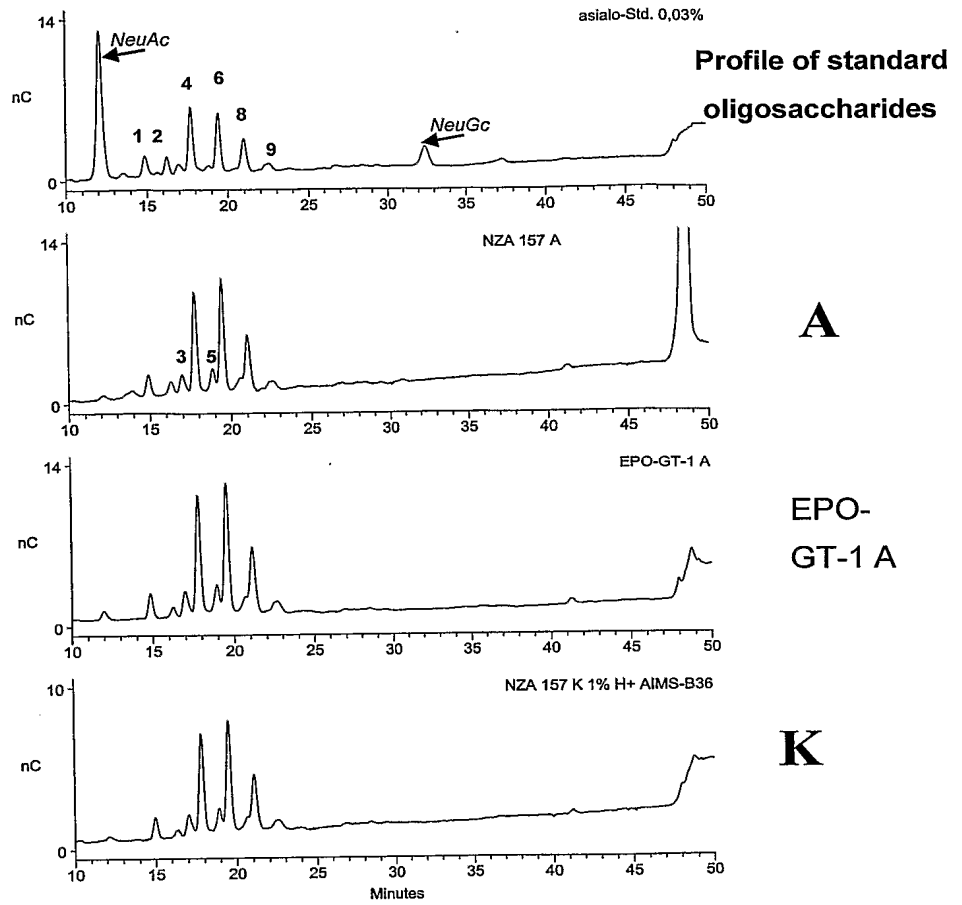 asialo-Std. 0,03%
14
NeuAc
nC
1 2 4 6 8 9
NeuGc
0
10 15 20 25 30 35 40 45 50
Profile of standard
oligosaccharides
NZA 157 A
14
nC
3 5
0
10 15 20 25 30 35 40 45 50
A
EPO-GT-1 A
14
nC
0
10 15 20 25 30 35 40 45 50
EPO-
GT-1 A
NZA 157 K 1% H+ AIMS-B36
10
nC
0
10 15 20 25 30 35 40 45 50
Minutes
K